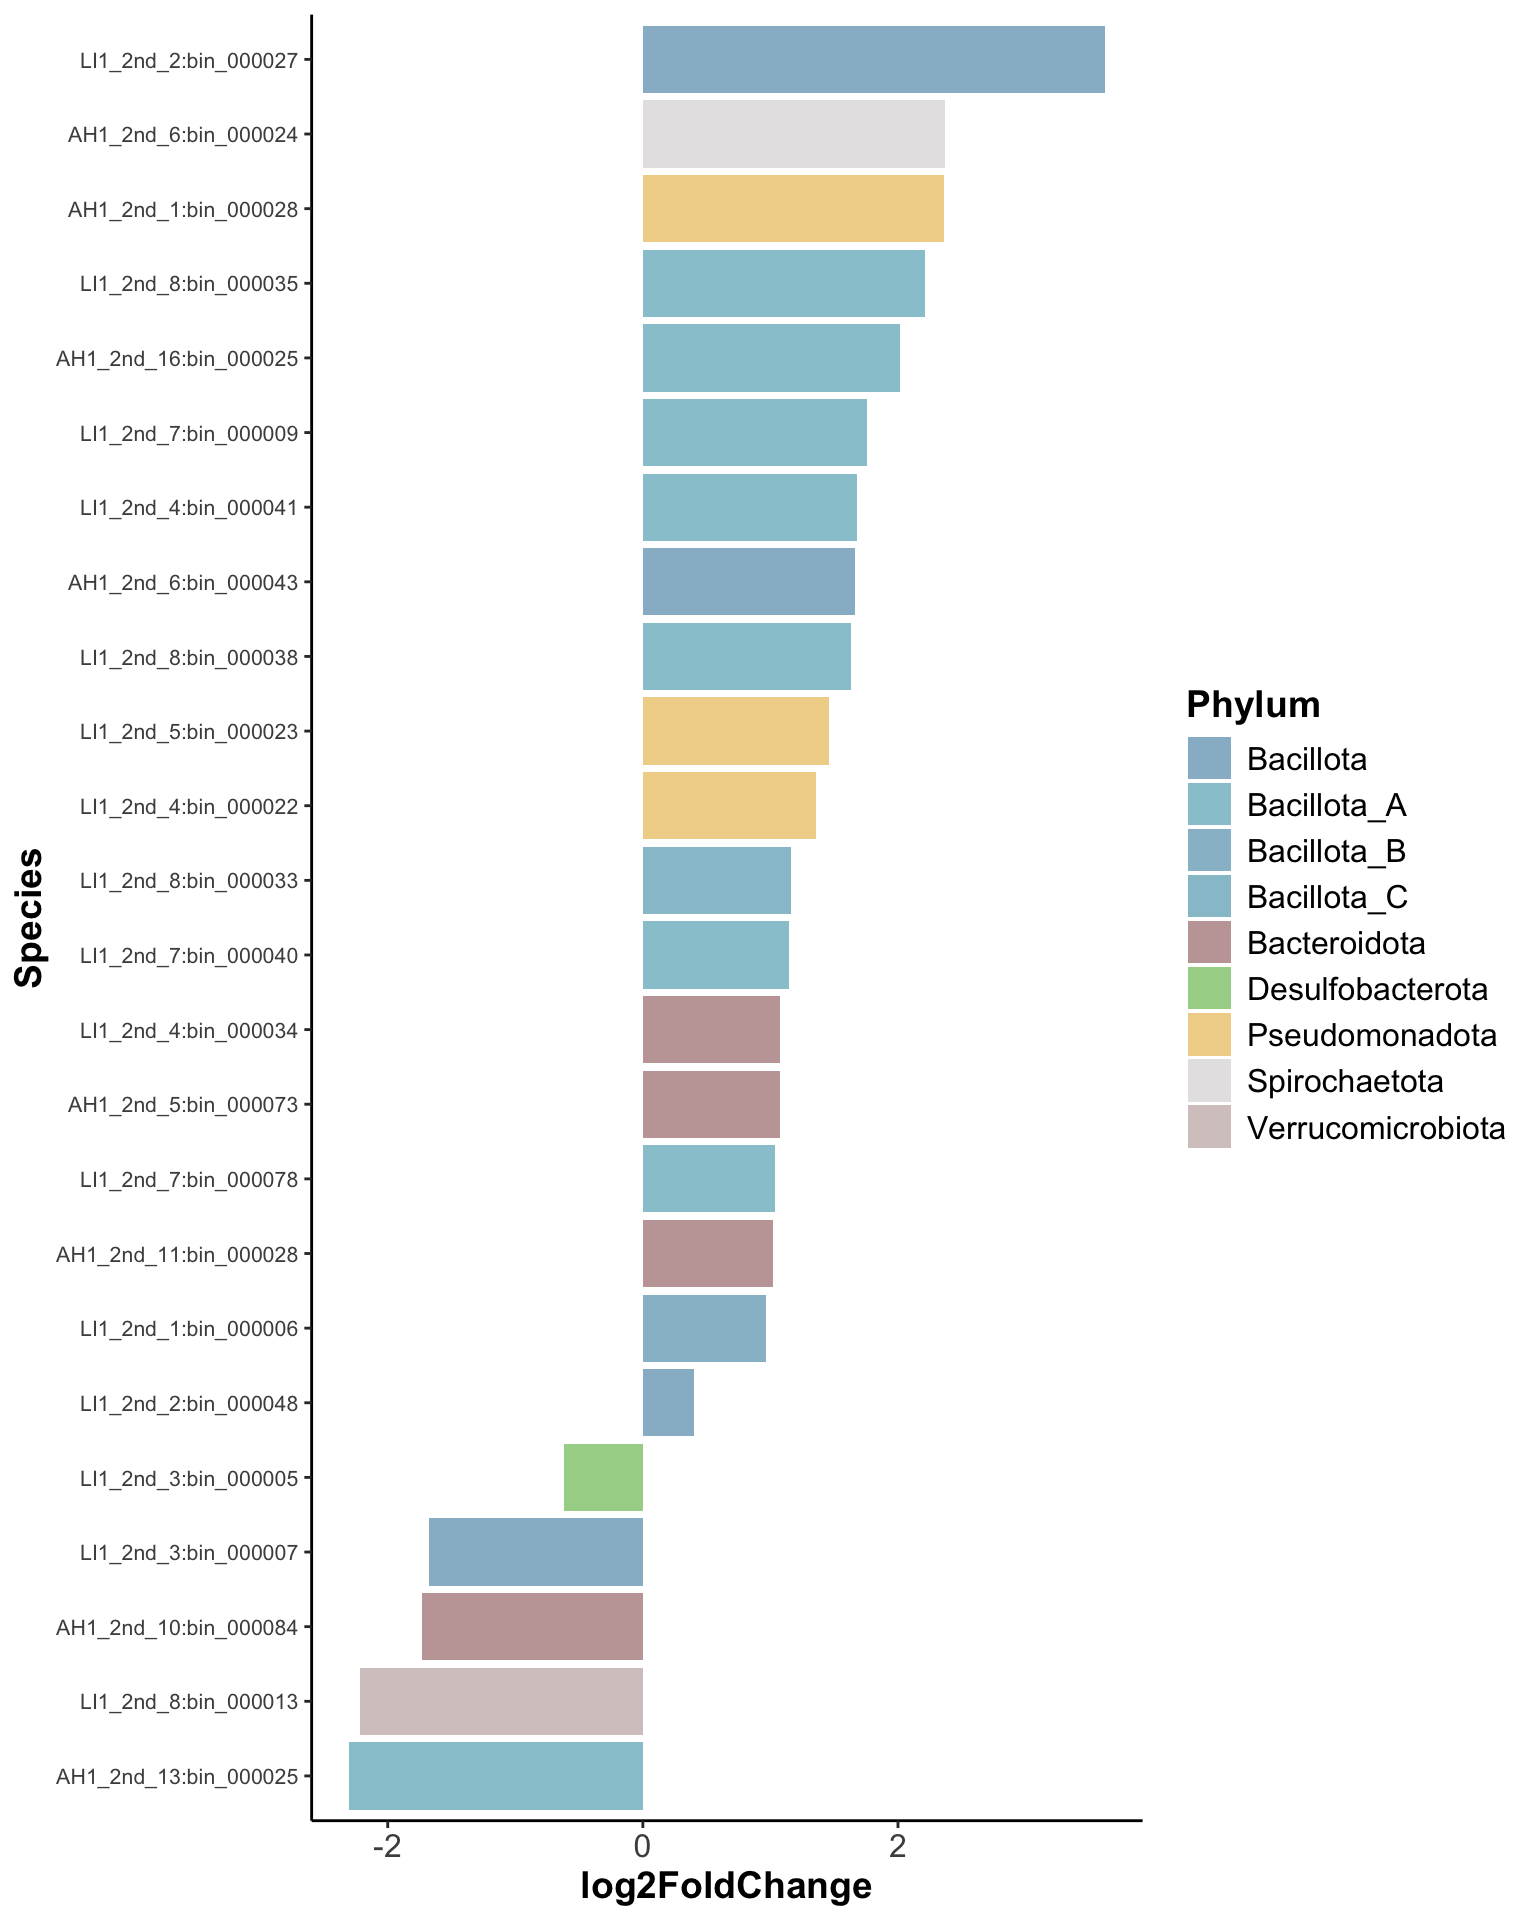 LI1_2nd_2:bin_000027
AH1_2nd_6:bin_000024
AH1_2nd_1:bin_000028
LI1_2nd_8:bin_000035
AH1_2nd_16:bin_000025
LI1_2nd_7:bin_000009
LI1_2nd_4:bin_000041
AH1_2nd_6:bin_000043
LI1_2nd_8:bin_000038
LI1_2nd_5:bin_000023
LI1_2nd_4:bin_000022
LI1_2nd_8:bin_000033
LI1_2nd_7:bin_000040
LI1_2nd_4:bin_000034
AH1_2nd_5:bin_000073
LI1_2nd_7:bin_000078
AH1_2nd_11:bin_000028
LI1_2nd_1:bin_000006
LI1_2nd_2:bin_000048
LI1_2nd_3:bin_000005
LI1_2nd_3:bin_000007
AH1_2nd_10:bin_000084
LI1_2nd_8:bin_000013
AH1_2nd_13:bin_000025
Species
-2 0 2
log2FoldChange
Phylum
Bacillota
Bacillota_A
Bacillota_B
Bacillota_C
Bacteroidota
Desulfobacterota
Pseudomonadota
Spirochaetota
Verrucomicrobiota